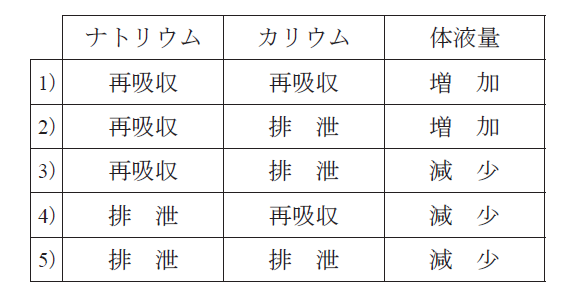 ナトリウム カリウム 体液量
1) 再吸収 再吸収 増 加
2) 再吸収 排 泄 増 加
3) 再吸収 排 泄 減 少
4) 排 泄 再吸収 減 少
5) 排 泄 排 泄 減 少